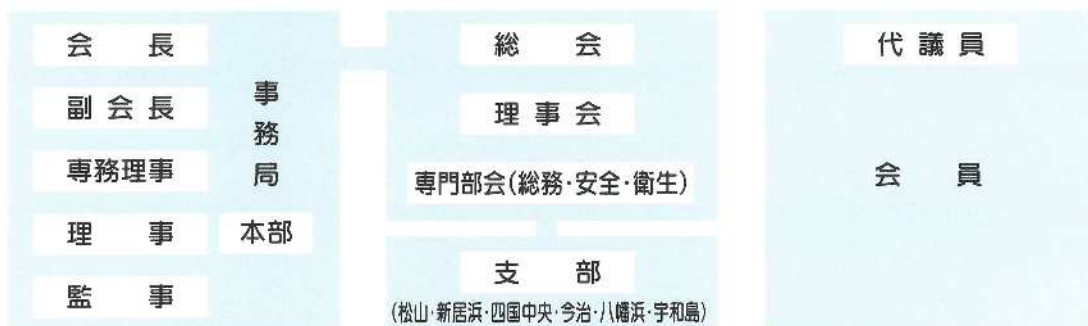 会長
副会長
専務理事
理事
監事
事務局
本部
総会
理事会
専門部会(総務・安全・衛生)
支部
(松山・新居浜・四国中央・今治・八幡浜・宇和島)
代議員
会員